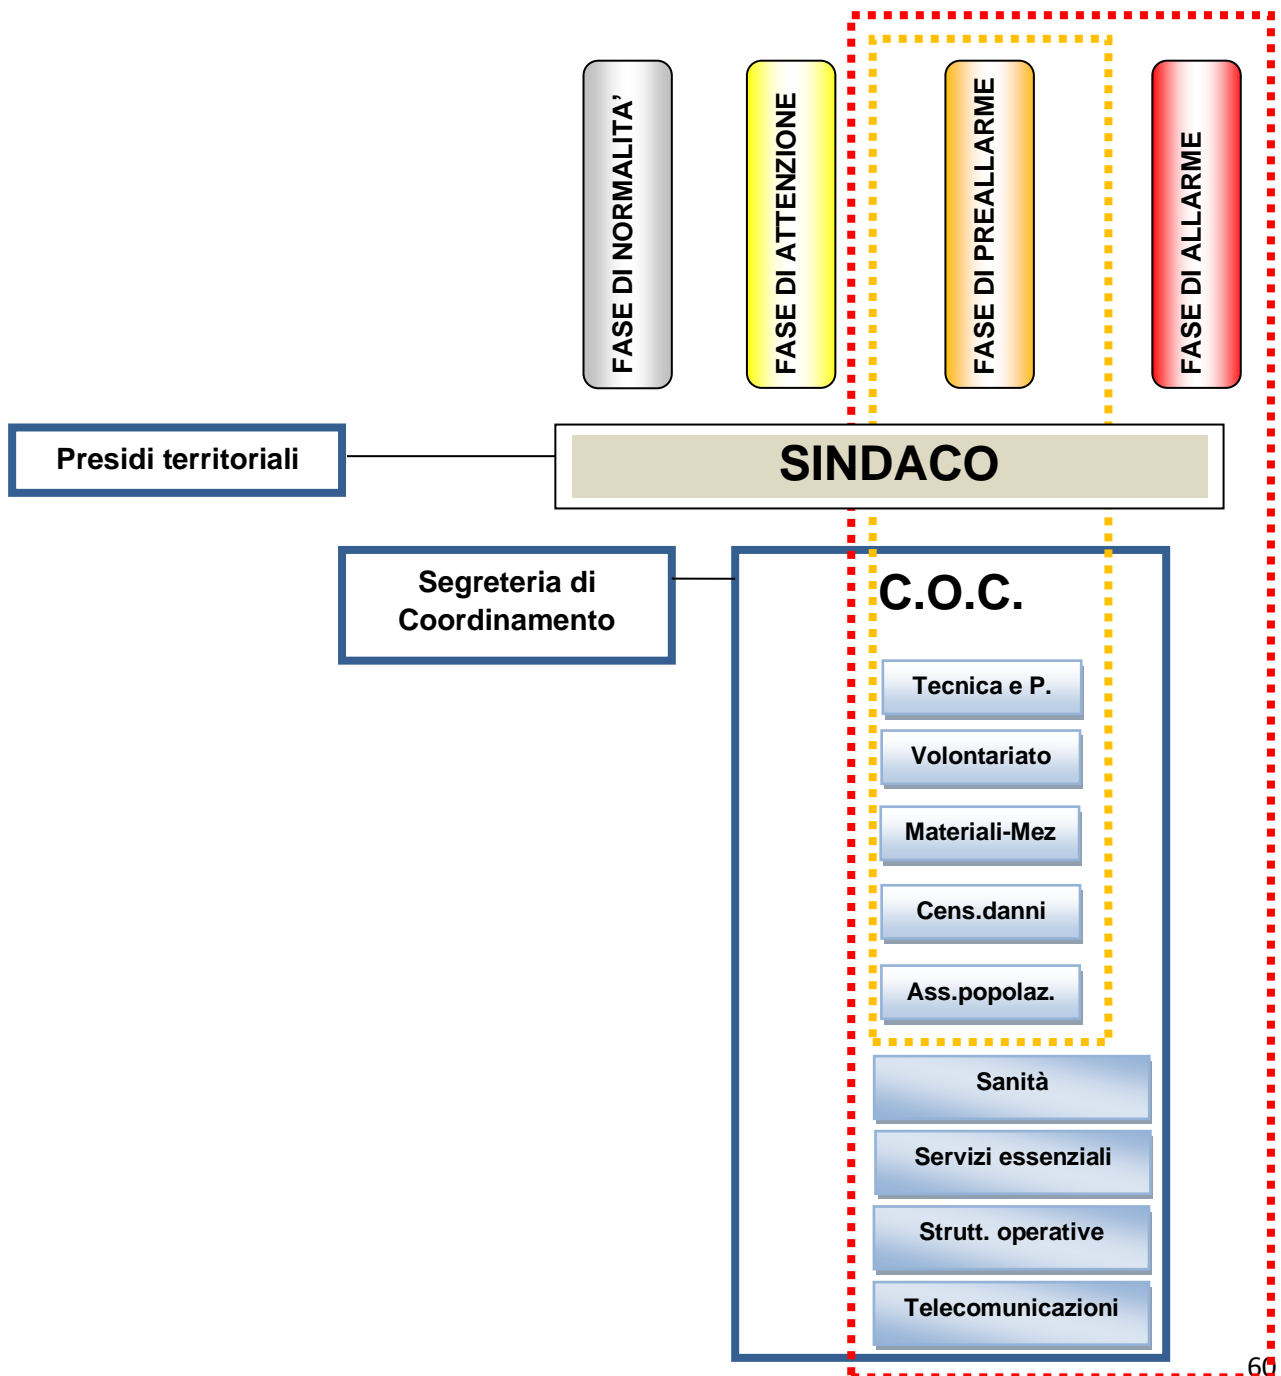 FASE DI NORMALITA’
FASE DI ATTENZIONE
FASE DI PREALLARME
FASE DI ALLARME
Presidi territoriali
SINDACO
Segreteria di
Coordinamento
C.O.C.
Tecnica e P.
Volontariato
Materiali-Mez
Cens.danni
Ass.popolaz.
Sanità
Servizi essenziali
Strutt. operative
Telecomunicazioni
60